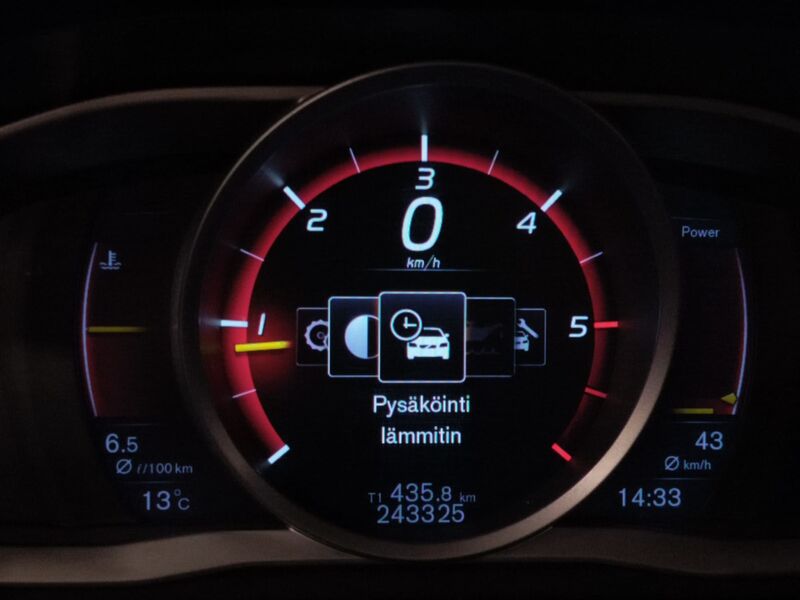 3
2
4
0
km/h
Power
1
5
Pysäköinti
lämmitin
6.5
Ø l/100 km
13°C
T1 435.8 km
243325
43
Ø km/h
14:33